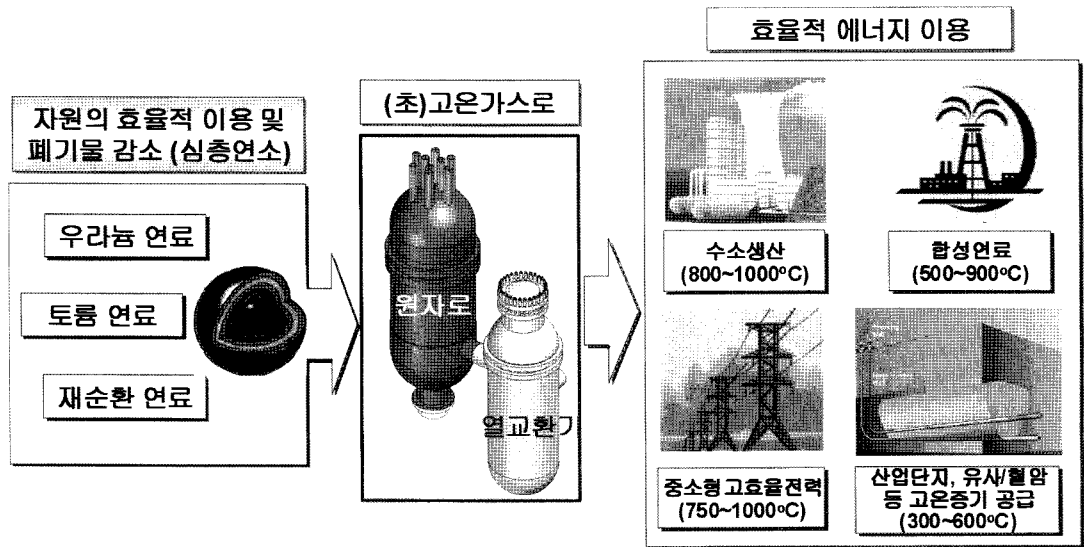 자원의 효율적 이용 및
폐기물 감소 (심층연소)
우라늄 연료
토륨 연료
재순환 연료
(초)고온가스로
원자로
열교환기
효율적 에너지 이용
수소생산
(800~1000°C)
합성연료
(500~900°C)
중소형고효율전력
(750~1000°C)
산업단지, 유사/혈암
등 고온증기 공급
(300~600°C)